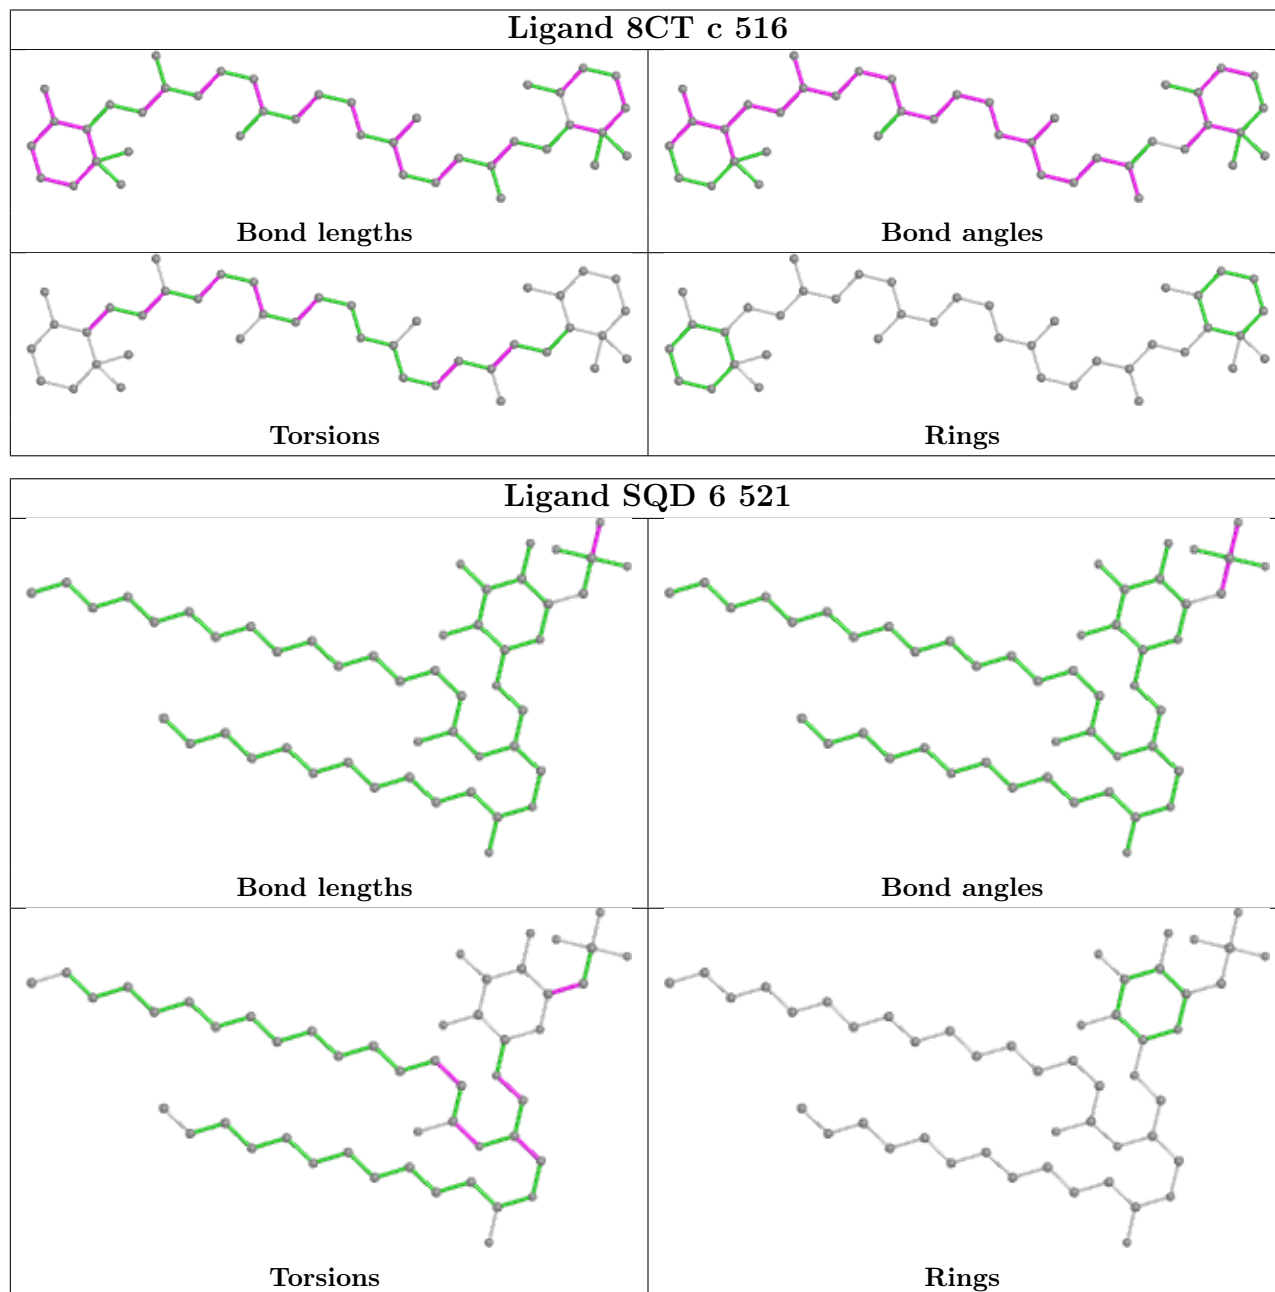 Ligand 8CT c 516
Bond lengths
Bond angles
Torsions
Rings
Ligand SQD 6 521
Bond lengths
Bond angles
Torsions
Rings